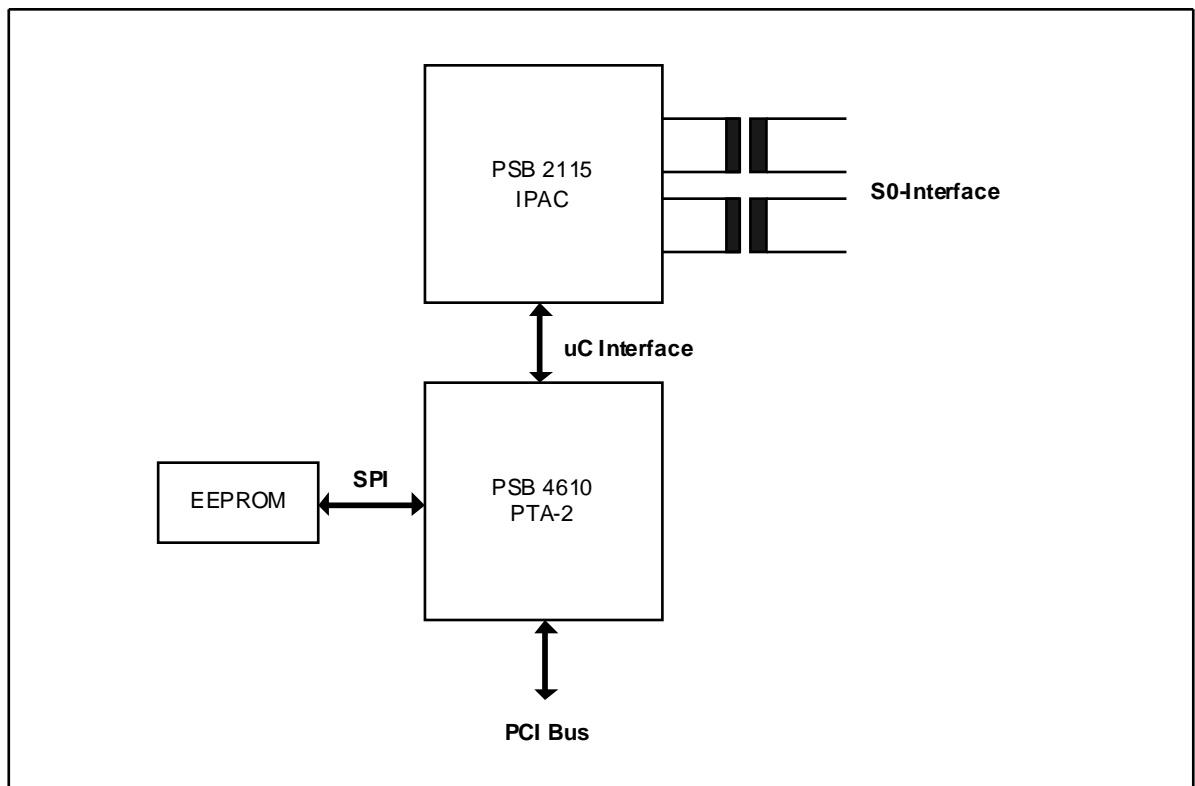 PSB 2115
IPAC
S0-Interface
uC Interface
EEPROM
SPI
PSB 4610
PTA-2
PCI Bus